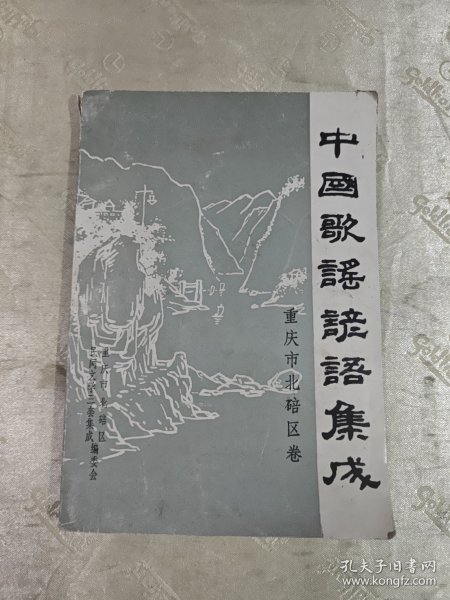 中國歌謠諺語集成
重庆市北碚区卷
重庆市北碚区
民间文学三套集成编委会
孔夫子旧书网
www.kongfz.com